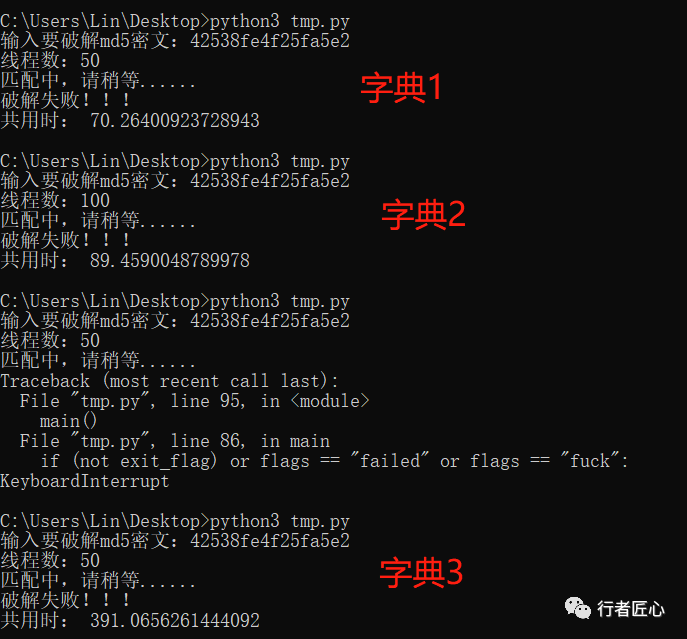 C:\Users\Lin\Desktop>python3 tmp.py
输入要破解md5密文：42538fe4f25fa5e2
线程数：50
匹配中，请稍等......
破解失败！！！
共用时： 70.26400923728943
字典1
C:\Users\Lin\Desktop>python3 tmp.py
输入要破解md5密文：42538fe4f25fa5e2
线程数：100
匹配中，请稍等......
破解失败！！！
共用时： 89.4590048789978
字典2
C:\Users\Lin\Desktop>python3 tmp.py
输入要破解md5密文：42538fe4f25fa5e2
线程数：50
匹配中，请稍等......
Traceback (most recent call last):
  File "tmp.py", line 95, in <module>
    main()
  File "tmp.py", line 86, in main
    if (not exit_flag) or flags == "failed" or flags == "fuck":
KeyboardInterrupt
C:\Users\Lin\Desktop>python3 tmp.py
输入要破解md5密文：42538fe4f25fa5e2
线程数：50
匹配中，请稍等......
破解失败！！！
共用时： 391.0656261444092
字典3
行者匠心